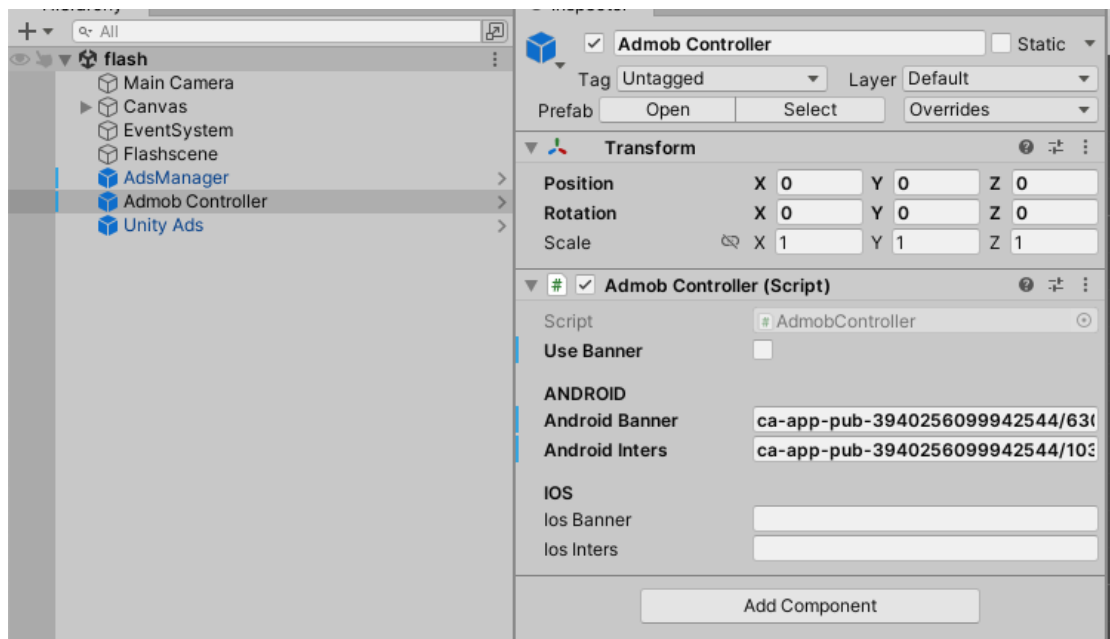 All
flash
Main Camera
Canvas
EventSystem
Flashscene
AdsManager
Admob Controller
Unity Ads
Admob Controller
Static
Tag Untagged Layer Default
Prefab Open Select Overrides
Transform
Position X 0 Y 0 Z 0
Rotation X 0 Y 0 Z 0
Scale X 1 Y 1 Z 1
# Admob Controller (Script)
Script # AdmobController
Use Banner
ANDROID
Android Banner ca-app-pub-3940256099942544/630
Android Inters ca-app-pub-3940256099942544/103
IOS
Ios Banner
Ios Inters
Add Component